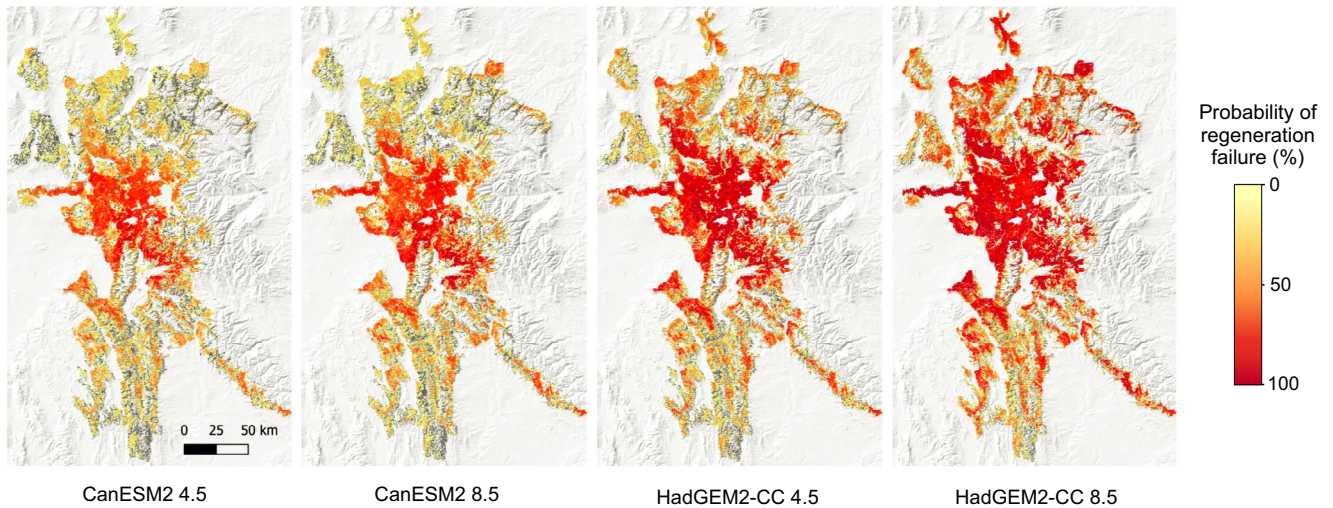 Probability of
regeneration
failure (%)
0
50
100
0 25 50 km
CanESM2 4.5
CanESM2 8.5
HadGEM2-CC 4.5
HadGEM2-CC 8.5